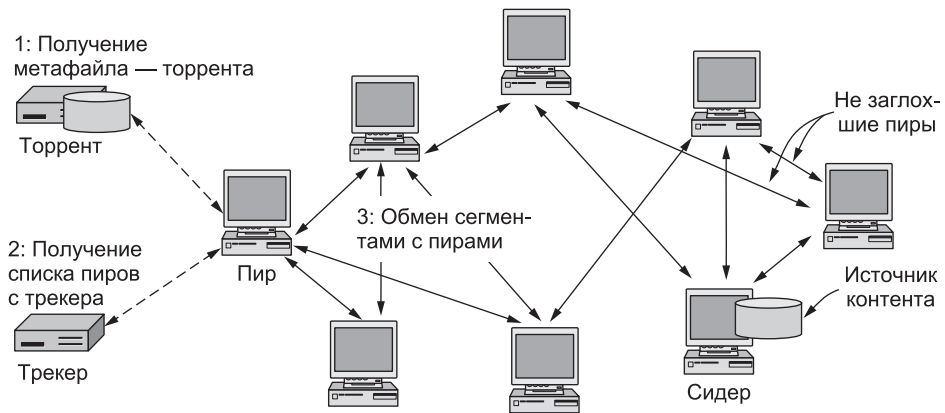 1: Получение
метафайла — торрента
Торрент
2: Получение
списка пиров
с трекера
Трекер
Пир
3: Обмен сегмен-
тами с пирами
Не заглох-
шие пиры
Источник
контента
Сидер